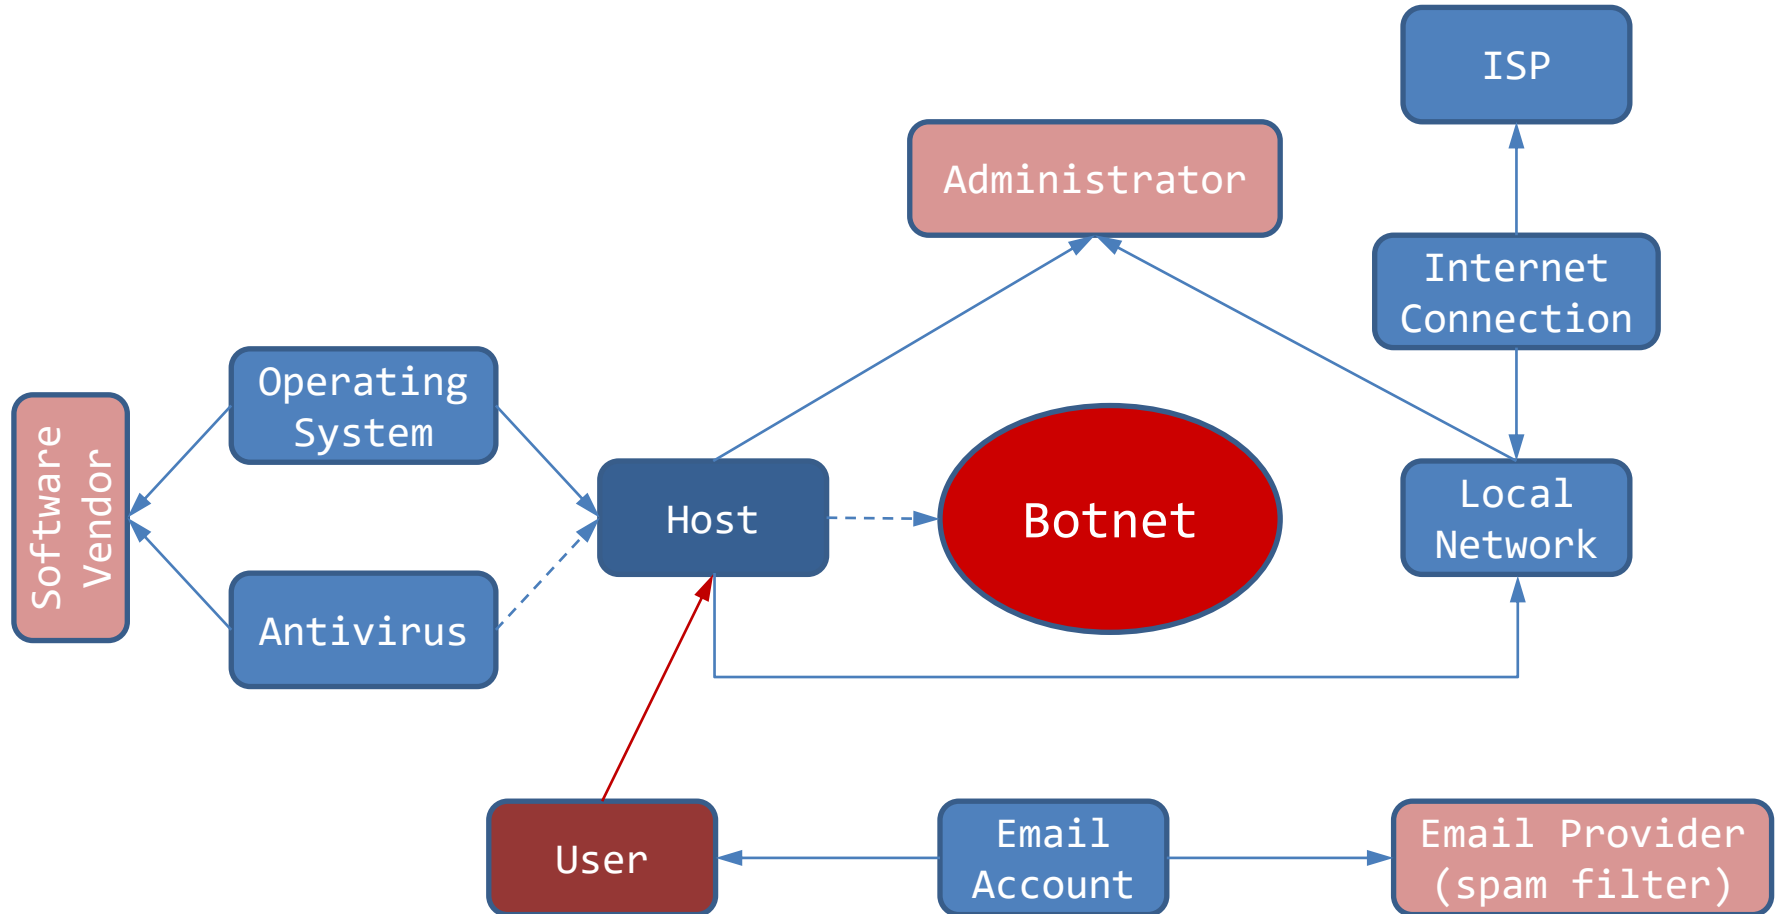 ISP
Administrator
Internet
Connection
Operating
System
Software
Vendor
Host
Botnet
Local
Network
Antivirus
User
Email
Account
Email Provider
(spam filter)